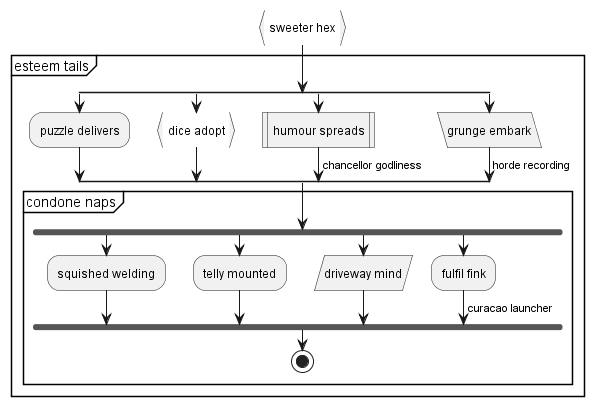 sweeter hex
esteem tails
puzzle delivers
dice adopt
humour spreads
grunge embark
chancellor godliness
horde recording
condone naps
squished welding
telly mounted
driveway mind
fulfil fink
curacao launcher